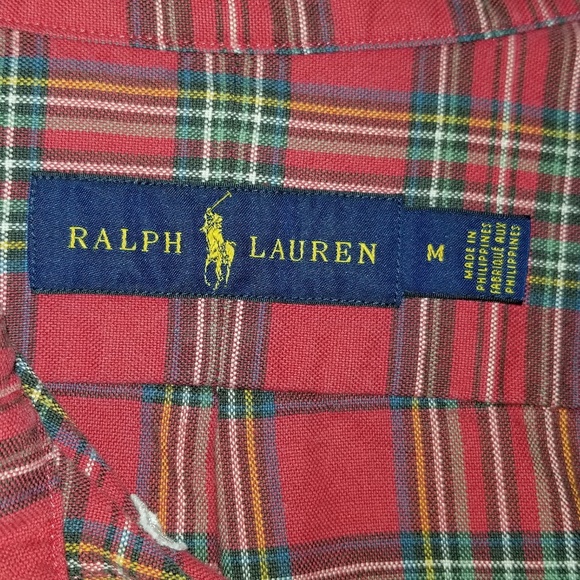 RALPH LAUREN
M
MADE IN
PHILIPPINES
FABRIQUÉ AUX
PHILIPPINES